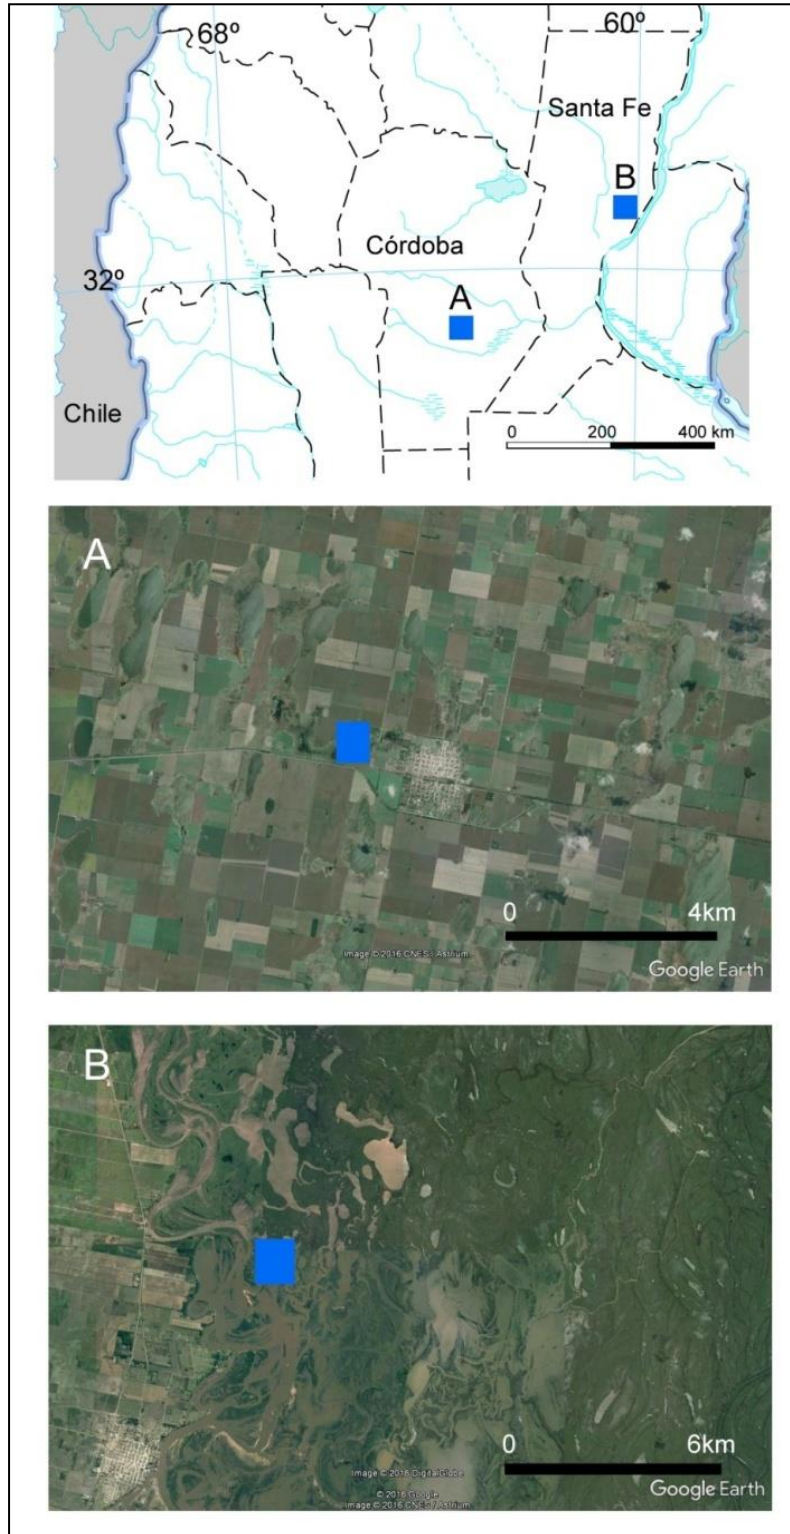 68º
60º
Santa Fe
B
Córdoba
32º
A
Chile
0 200 400 km
A
0 4km
Image © 2016 CNES / Astrium
Google Earth
B
0 6km
Image © 2016 DigitalGlobe
© 2016 Google
Image © 2016 CNES / Astrium
Google Earth